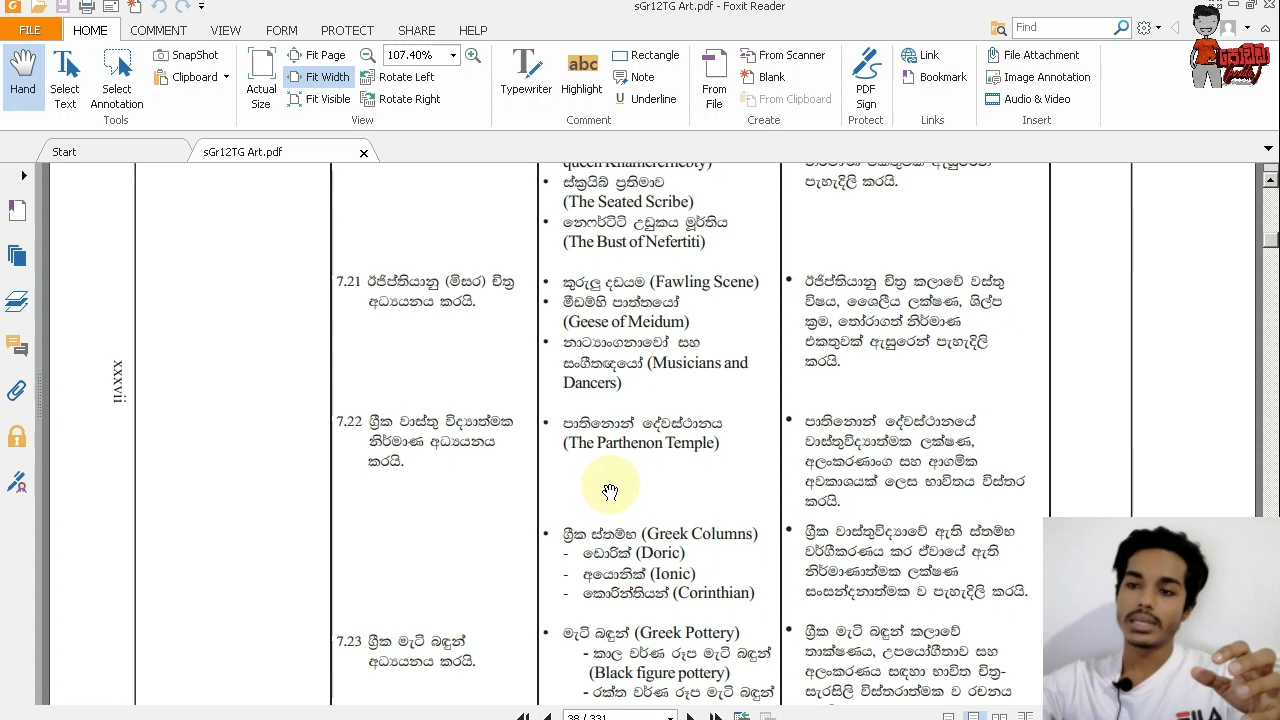 sGr12TG Art.pdf - Foxit Reader
FILE HOME COMMENT VIEW FORM PROTECT SHARE HELP
Find
Hand
Select Text
Select Annotation
SnapShot
Clipboard
Tools
Actual Size
Fit Page
Fit Width
Fit Visible
107.40%
Rotate Left
Rotate Right
View
Typewriter
abc
Highlight
Rectangle
Note
Underline
Comment
From File
From Scanner
Blank
From Clipboard
Create
PDF Sign
Protect
Link
Bookmark
Links
File Attachment
Image Annotation
Audio & Video
Insert
Start
sGr12TG Art.pdf
xxxvii
queen Khamerernebty)
• ස්ක්‍රයිබ් ප්‍රතිමාව
(The Seated Scribe)
• නෙෆර්ටිටි උඩුකය මූර්තිය
(The Bust of Nefertiti)
පැහැදිලි කරයි.
7.21 ඊජිප්තියානු (මිසර) චිත්‍ර
අධ්‍යයනය කරයි.
• කුරුලු දඩයම (Fawling Scene)
• මීඩම්හි පාත්තයෝ
(Geese of Meidum)
• නාට්‍යාංගනාවෝ සහ
සංගීතඥයෝ (Musicians and
Dancers)
• ඊජිප්තියානු චිත්‍ර කලාවේ වස්තු
විෂය, ශෛලීය ලක්ෂණ, ශිල්ප
ක්‍රම, තෝරාගත් නිර්මාණ
එකතුවක් ඇසුරෙන් පැහැදිලි
කරයි.
7.22 ග්‍රීක වාස්තු විද්‍යාත්මක
නිර්මාණ අධ්‍යයනය
කරයි.
• පාතිනොන් දේවස්ථානය
(The Parthenon Temple)
• පාතිනොන් දේවස්ථානයේ
වාස්තුවිද්‍යාත්මක ලක්ෂණ,
අලංකරණාංග සහ ආගමික
අවකාශයක් ලෙස භාවිතය විස්තර
කරයි.
• ග්‍රීක ස්තම්භ (Greek Columns)
- ඩොරික් (Doric)
- අයොනික් (Ionic)
- කොරින්තියන් (Corinthian)
• ග්‍රීක වාස්තුවිද්‍යාවේ ඇති ස්තම්භ
වර්ගීකරණය කර ඒවායේ ඇති
නිර්මාණාත්මක ලක්ෂණ
සංසන්දනාත්මක ව පැහැදිලි කරයි.
7.23 ග්‍රීක මැටි බඳුන්
අධ්‍යයනය කරයි.
• මැටි බඳුන් (Greek Pottery)
- කාල වර්ණ රූප මැටි බඳුන්
(Black figure pottery)
- රක්ත වර්ණ රූප මැටි බඳුන්
• ග්‍රීක මැටි බඳුන් කලාවේ
තාක්ෂණය, උපයෝගීතාව සහ
අලංකරණය සඳහා භාවිත චිත්‍ර-
සැරසිලි විස්තරාත්මක ව රචනය
38 / 331
FILA